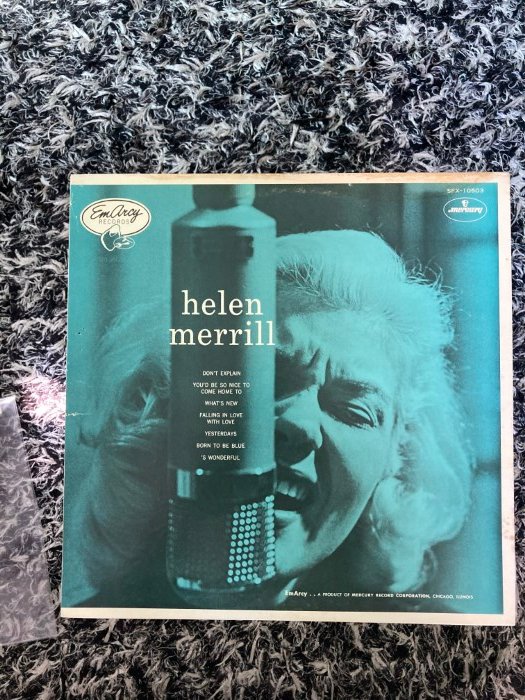 SFX-10503
EmArcy
RECORDS
mercury
helen
merrill
DON'T EXPLAIN
YOU'D BE SO NICE TO
COME HOME TO
WHAT'S NEW
FALLING IN LOVE
WITH LOVE
YESTERDAYS
BORN TO BE BLUE
'S WONDERFUL
EmArcy . . A PRODUCT OF MERCURY RECORD CORPORATION, CHICAGO, ILLINOIS